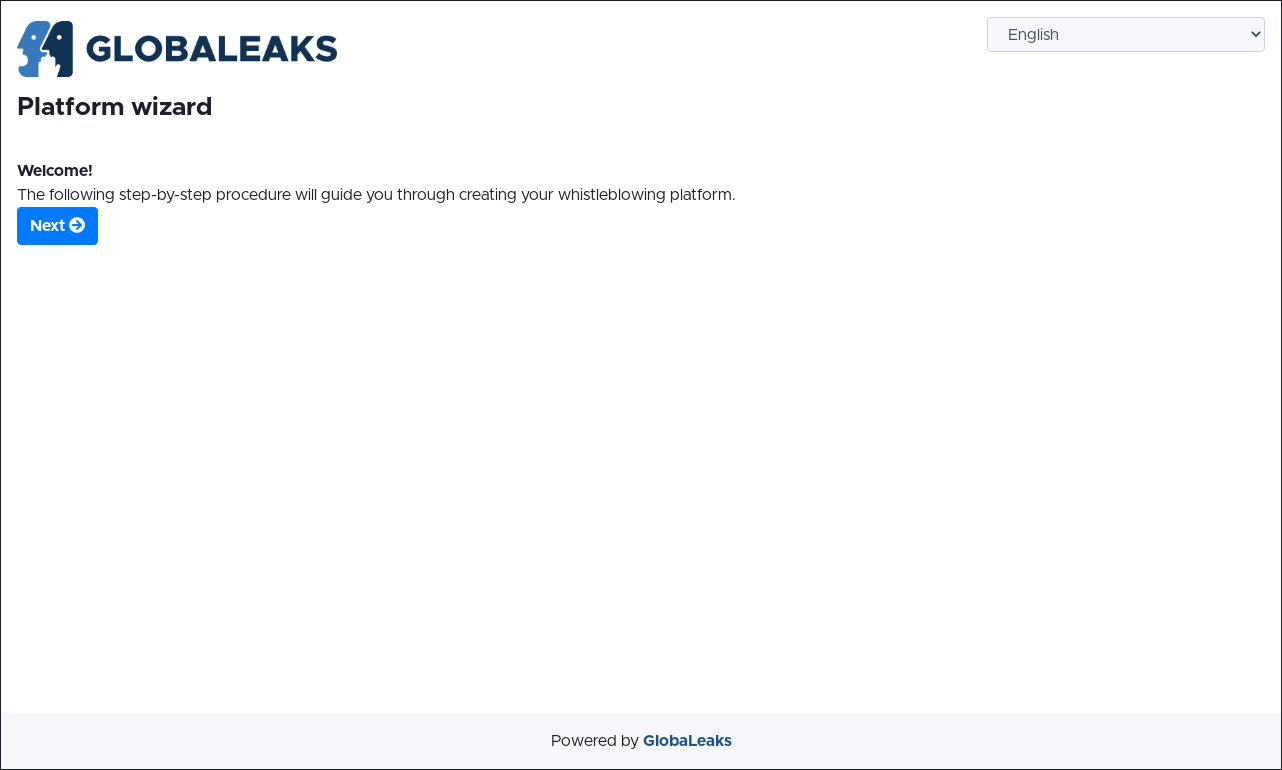 GLOBALEAKS
English
Platform wizard
Welcome!
The following step-by-step procedure will guide you through creating your whistleblowing platform.
Next
Powered by GlobaLeaks